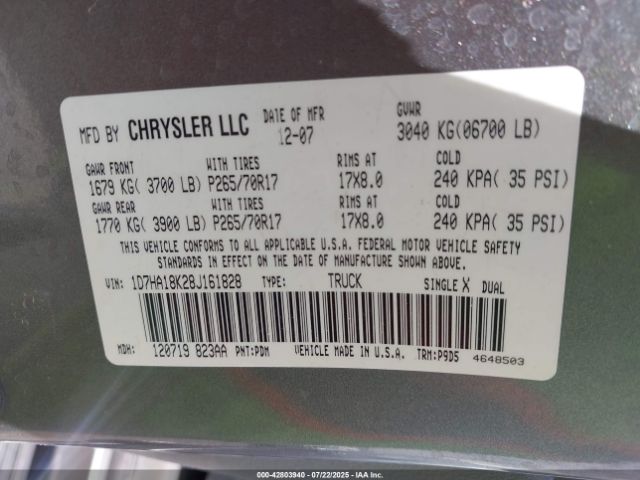 MFD BY CHRYSLER LLC DATE OF MFR 12-07 GVWR 3040 KG(06700 LB)
GAWR FRONT WITH TIRES RIMS AT COLD
1679 KG( 3700 LB) P265/70R17 17X8.0 240 KPA( 35 PSI)
GAWR REAR WITH TIRES RIMS AT COLD
1770 KG( 3900 LB) P265/70R17 17X8.0 240 KPA( 35 PSI)
THIS VEHICLE CONFORMS TO ALL APPLICABLE U.S.A. FEDERAL MOTOR VEHICLE SAFETY
STANDARDS IN EFFECT ON THE DATE OF MANUFACTURE SHOWN ABOVE.
VIN: 1D7HA18K28J161828 TYPE: TRUCK SINGLE X DUAL
MDH: 120719 823AA PNT:PDM VEHICLE MADE IN U.S.A. TRM:P9D5 4648503
000-42803940 - 07/22/2025 - IAA, Inc.